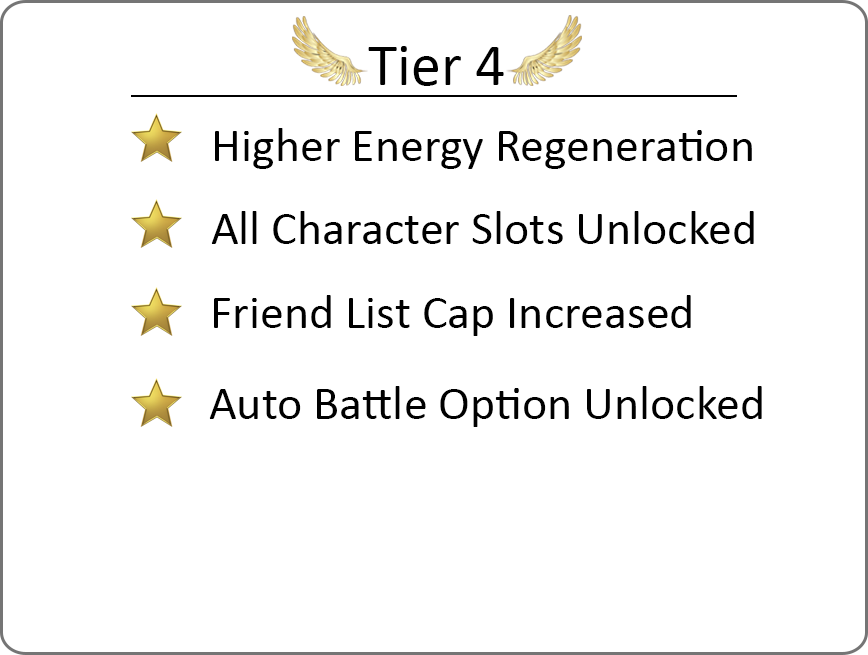 Tier 4
Higher Energy Regeneration
All Character Slots Unlocked
Friend List Cap Increased
Auto Battle Option Unlocked